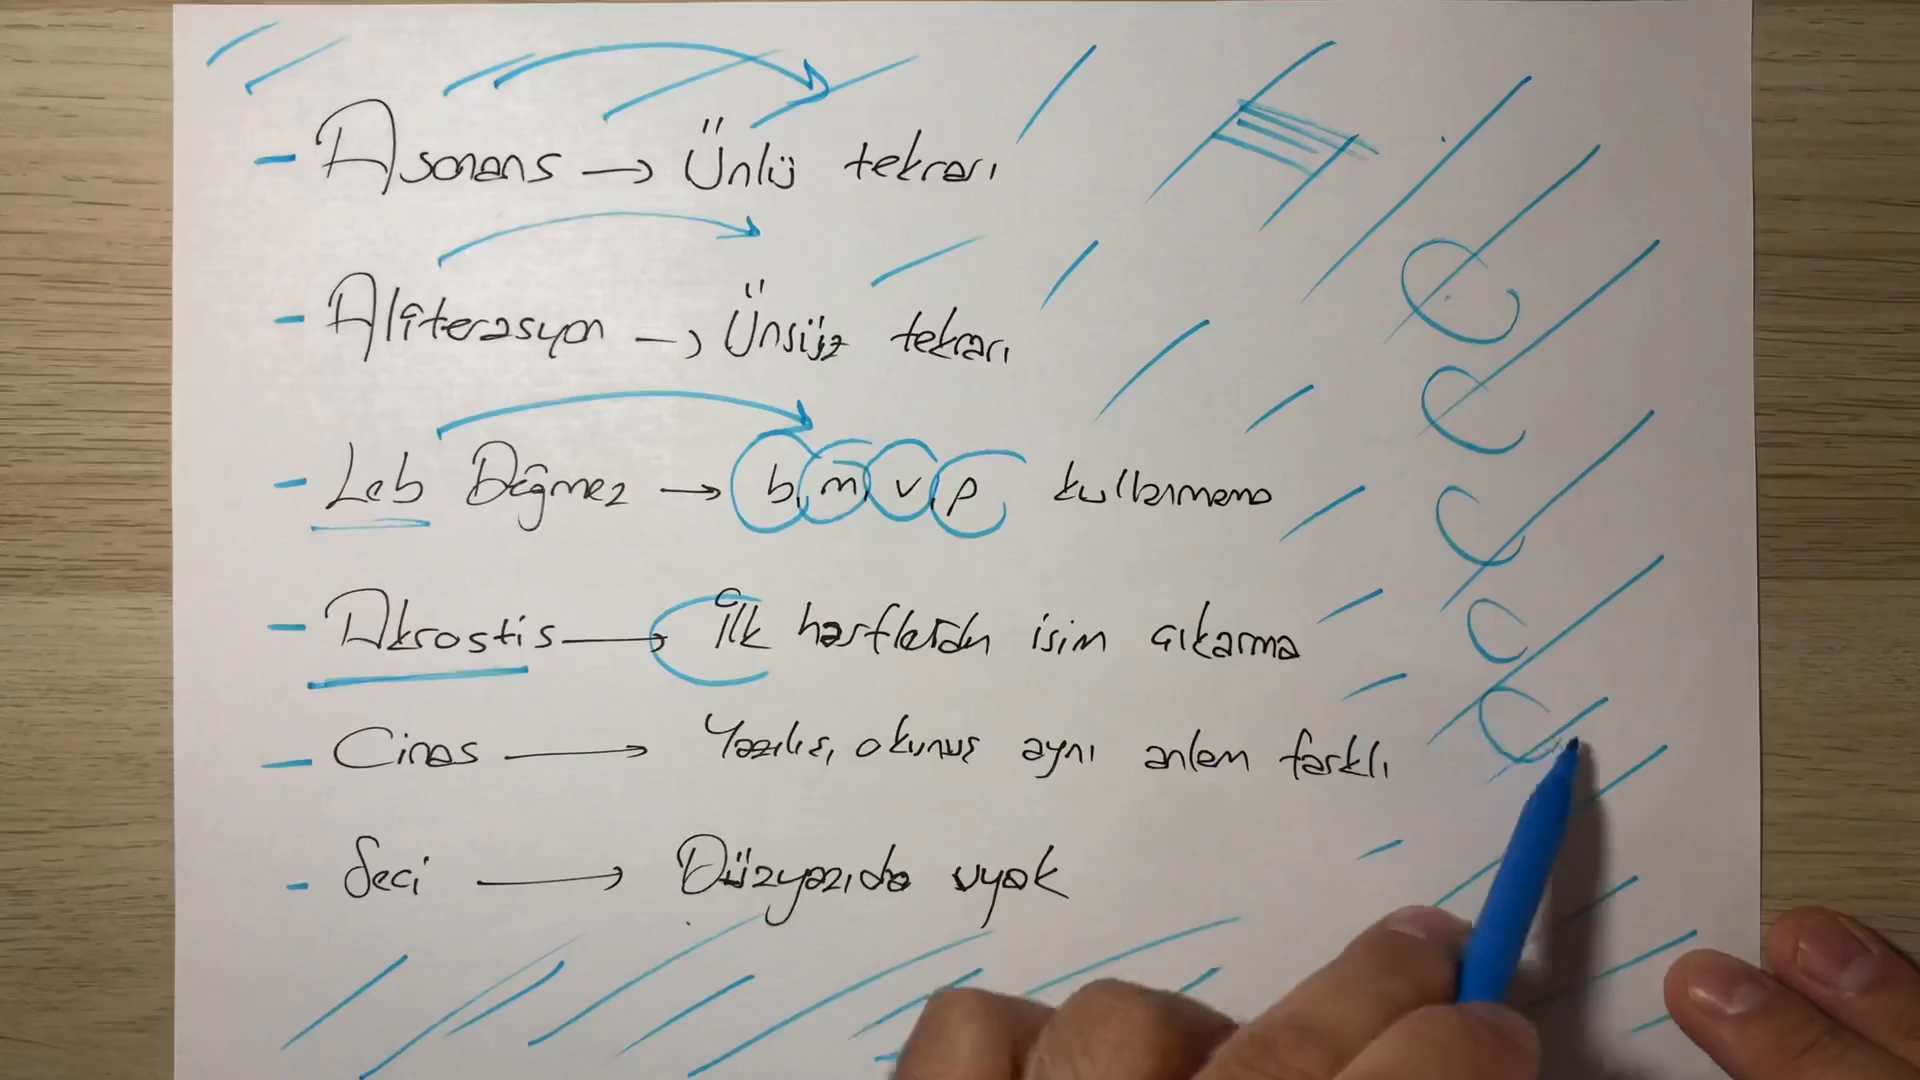 - Asonans → Ünlü tekrarı
- Aliterasyon → Ünsüz tekrarı
- Leb Değmez → b, m, v, p kullanmama
- Akrostis → İlk harflerden isim çıkarma
- Cinas → Yazılış, okunuş aynı anlam farklı
- Seci → Düzyazıda uyak